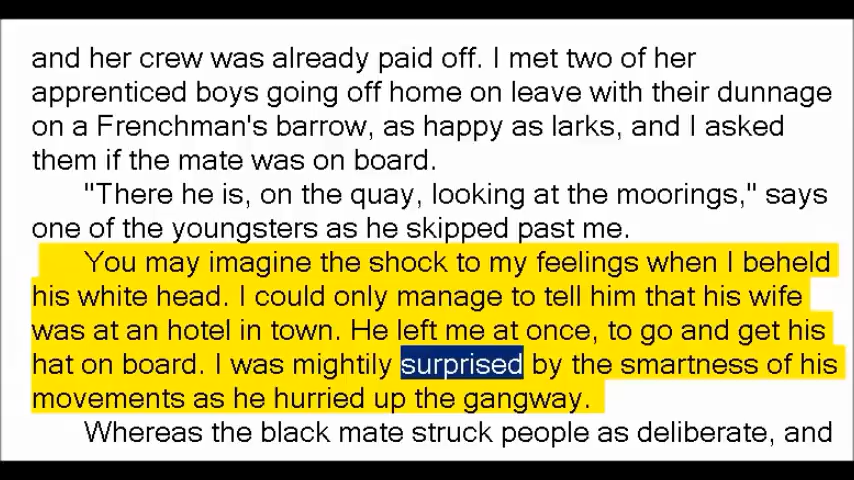 and her crew was already paid off. I met two of her
apprenticed boys going off home on leave with their dunnage
on a Frenchman's barrow, as happy as larks, and I asked
them if the mate was on board.
"There he is, on the quay, looking at the moorings," says
one of the youngsters as he skipped past me.
You may imagine the shock to my feelings when I beheld
his white head. I could only manage to tell him that his wife
was at an hotel in town. He left me at once, to go and get his
hat on board. I was mightily surprised by the smartness of his
movements as he hurried up the gangway.
Whereas the black mate struck people as deliberate, and